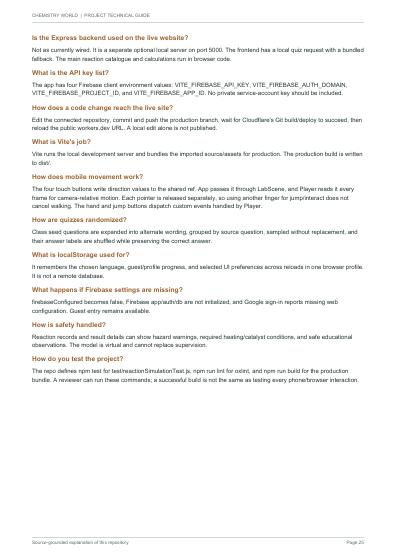 CHEMISTRY WORLD | PROJECT TECHNICAL GUIDE
Is the Express backend used on the live website?
Not as currently wired. It is a separate optional local server on port 5000. The frontend has a local quiz request with a bundled
fallback. The main reaction catalogue and calculations run in browser code.
What is the API key list?
The app has four Firebase client environment values: VITE_FIREBASE_API_KEY, VITE_FIREBASE_AUTH_DOMAIN,
VITE_FIREBASE_PROJECT_ID, and VITE_FIREBASE_APP_ID. No private service-account key should be included.
How does a code change reach the live site?
Edit the connected repository, commit and push the production branch, wait for Cloudflare's Git build/deploy to succeed, then
reload the public workers.dev URL. A local edit alone is not published.
What is Vite's job?
Vite runs the local development server and bundles the imported source/assets for production. The production build is written
to dist/.
How does mobile movement work?
The four touch buttons write direction values to the shared ref. App passes it through LabScene, and Player reads it every
frame for camera-relative motion. Each pointer is released separately, so using another finger for jump/interact does not
cancel walking. The hand and jump buttons dispatch custom events handled by Player.
How are quizzes randomized?
Class seed questions are expanded into alternate wording, grouped by source question, sampled without replacement, and
their answer labels are shuffled while preserving the correct answer.
What is localStorage used for?
It remembers the chosen language, guest/profile progress, and selected UI preferences across reloads in one browser profile.
It is not a remote database.
What happens if Firebase settings are missing?
firebaseConfigured becomes false, Firebase app/auth/db are not initialized, and Google sign-in reports missing web
configuration. Guest entry remains available.
How is safety handled?
Reaction records and result details can show hazard warnings, required heating/catalyst conditions, and safe educational
observations. The model is virtual and cannot replace supervision.
How do you test the project?
The repo defines npm test for test/reactionSimulationTest.js, npm run lint for oxlint, and npm run build for the production
bundle. A reviewer can run these commands; a successful build is not the same as testing every phone/browser interaction.
Source-grounded explanation of this repository
Page 25